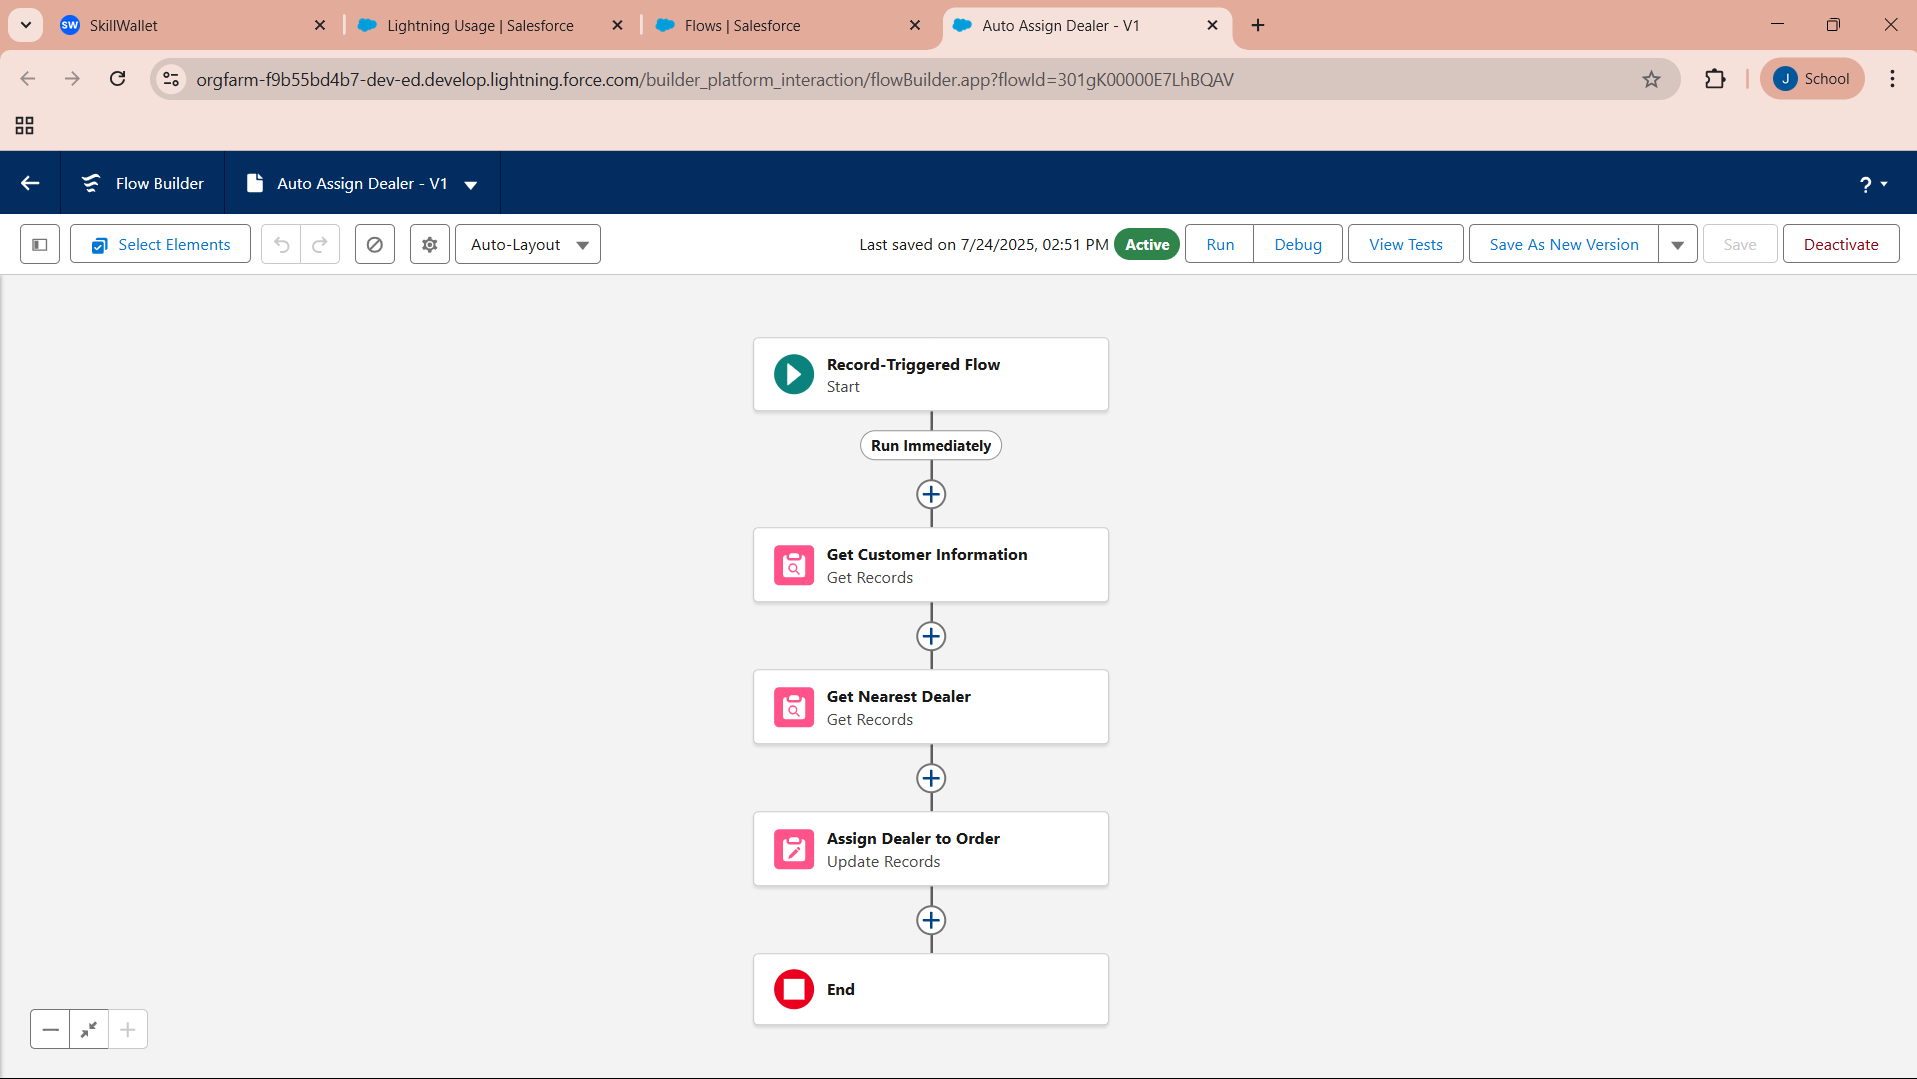 SW SkillWallet
Lightning Usage | Salesforce
Flows | Salesforce
Auto Assign Dealer - V1
orgfarm-f9b55bd4b7-dev-ed.develop.lightning.force.com/builder_platform_interaction/flowBuilder.app?flowId=301gK00000E7LhBQAV
J School
Flow Builder
Auto Assign Dealer - V1
?
Select Elements
Auto-Layout
Last saved on 7/24/2025, 02:51 PM
Active
Run
Debug
View Tests
Save As New Version
Save
Deactivate
Record-Triggered Flow
Start
Run Immediately
Get Customer Information
Get Records
Get Nearest Dealer
Get Records
Assign Dealer to Order
Update Records
End